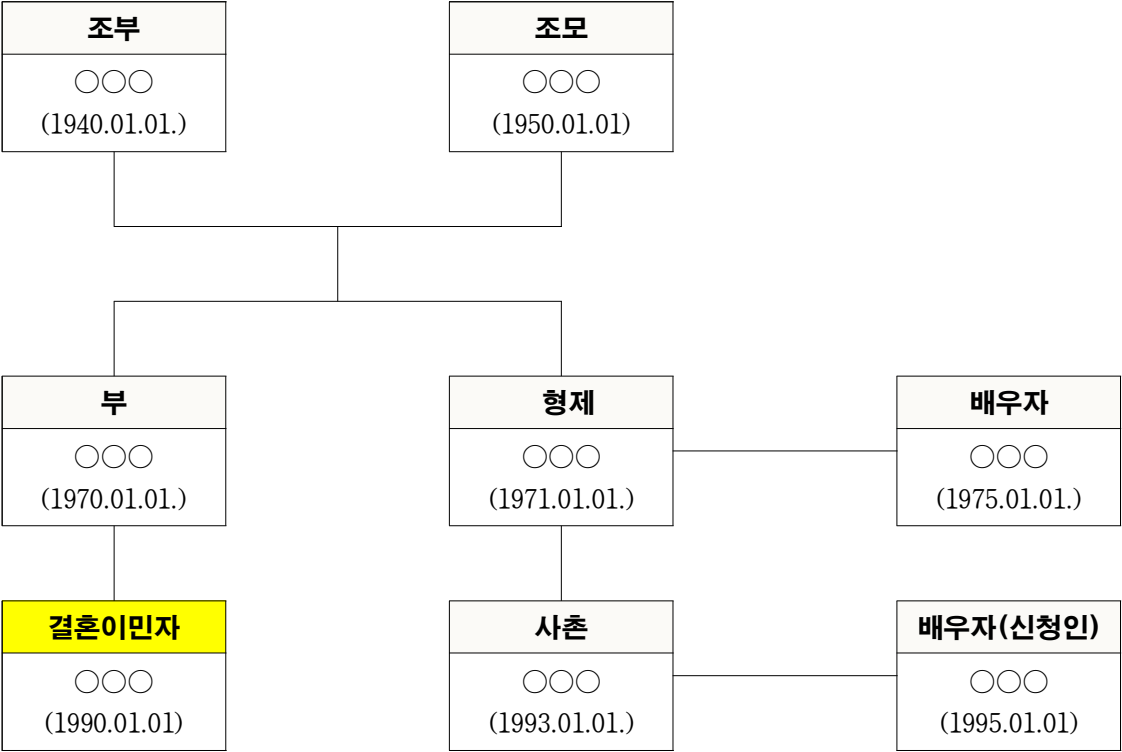 조부
○○○
(1940.01.01.)
조모
○○○
(1950.01.01)
부
○○○
(1970.01.01.)
형제
○○○
(1971.01.01.)
배우자
○○○
(1975.01.01.)
결혼이민자
○○○
(1990.01.01)
사촌
○○○
(1993.01.01.)
배우자(신청인)
○○○
(1995.01.01)